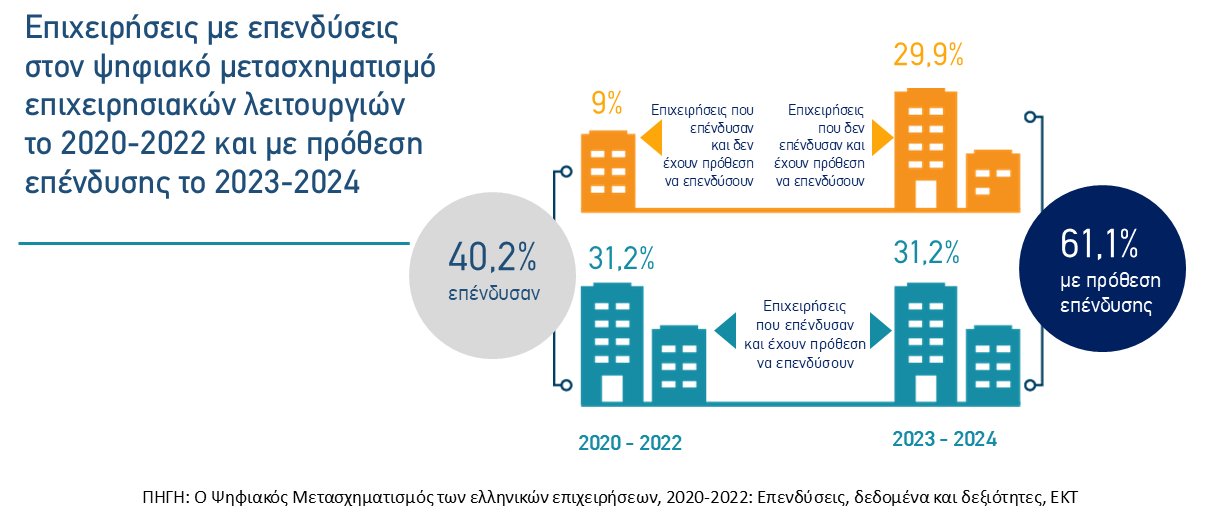 Επιχειρήσεις με επενδύσεις
στον ψηφιακό μετασχηματισμό
επιχειρησιακών λειτουργιών
το 2020-2022 και με πρόθεση
επένδυσης το 2023-2024
40,2%
επένδυσαν
9%
Επιχειρήσεις που
επένδυσαν
και δεν
έχουν πρόθεση
να επενδύσουν
Επιχειρήσεις
που δεν
επένδυσαν και
έχουν πρόθεση
να επενδύσουν
29,9%
31,2%
Επιχειρήσεις
που επένδυσαν
και έχουν πρόθεση
να επενδύσουν
31,2%
61,1%
με πρόθεση
επένδυσης
2020 - 2022
2023 - 2024
ΠΗΓΗ: Ο Ψηφιακός Μετασχηματισμός των ελληνικών επιχειρήσεων, 2020-2022: Επενδύσεις, δεδομένα και δεξιότητες, ΕΚΤ